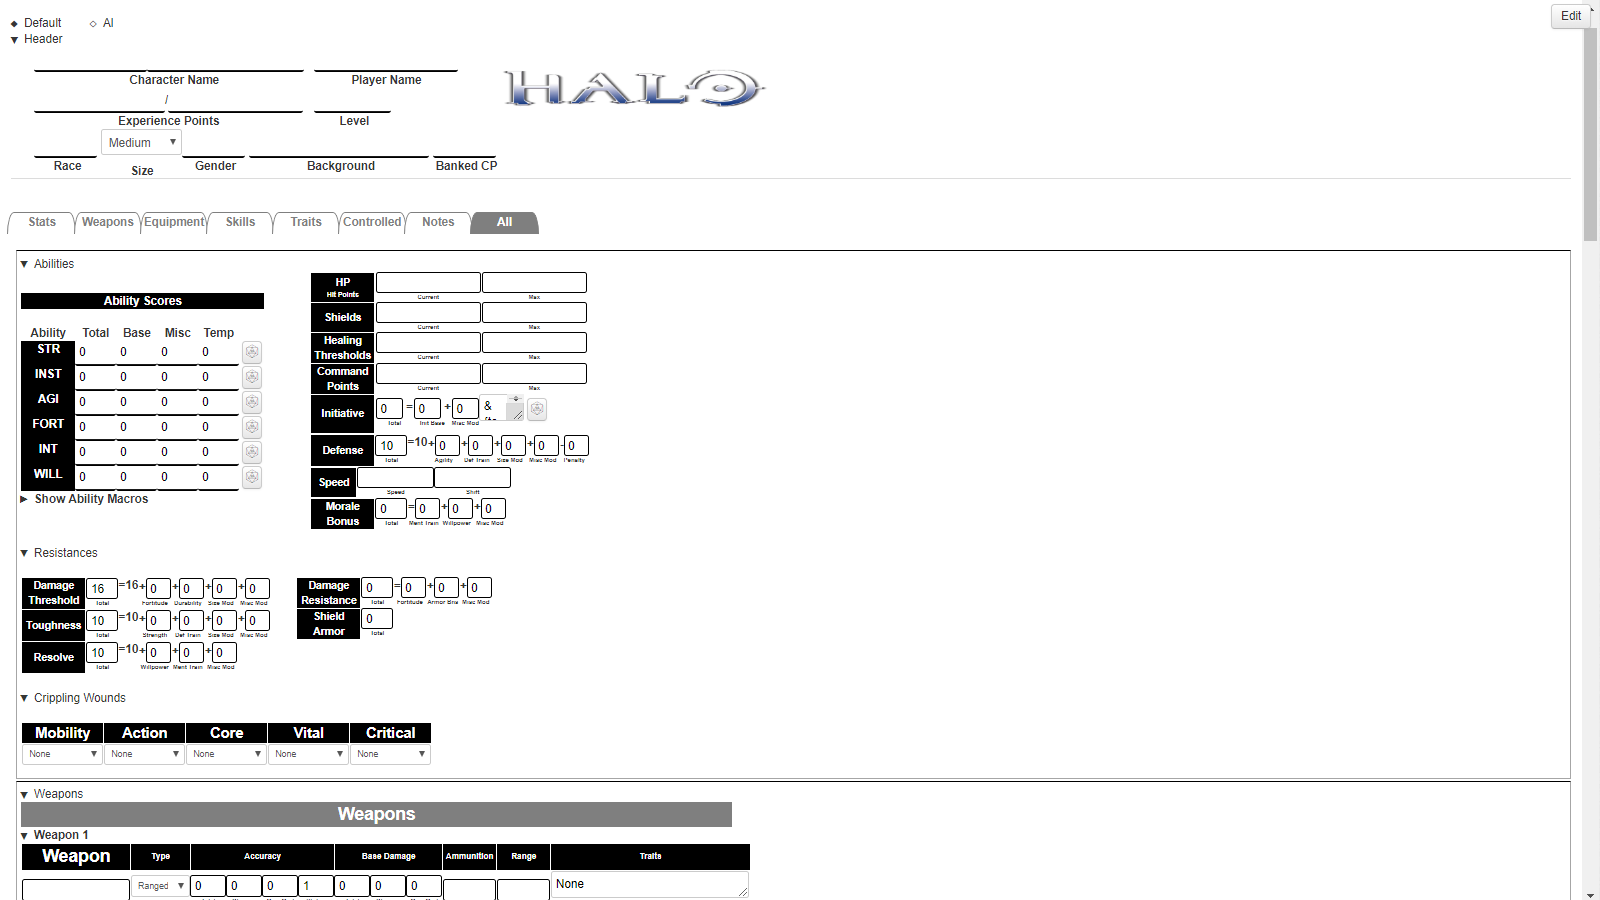 Default AI Edit
Header
HALO
Character Name Player Name
/
Experience Points Level
Medium
Race Size Gender Background Banked CP
Stats Weapons Equipment Skills Traits Controlled Notes All
Abilities
Ability Scores
Ability Total Base Misc Temp
STR 0 0 0 0
INST 0 0 0 0
AGI 0 0 0 0
FORT 0 0 0 0
INT 0 0 0 0
WILL 0 0 0 0
Show Ability Macros
HP
Hit Points
Current Max
Shields
Current Max
Healing
Thresholds
Current Max
Command
Points
Current Max
Initiative 0 = 0 + 0 &
Total Init Base Misc Mod
Defense 10 =10+ 0 + 0 + 0 + 0 - 0
Total Agility Def Train Size Mod Misc Mod Penalty
Speed
Speed Shift
Morale
Bonus
0 = 0 + 0 + 0
Total Ment Train Willpower Misc Mod
Resistances
Damage
Threshold
16 =16+ 0 + 0 + 0 + 0
Total Fortitude Durability Size Mod Misc Mod
Toughness 10 =10+ 0 + 0 + 0 + 0
Total Strength Def Train Size Mod Misc Mod
Resolve 10 =10+ 0 + 0 + 0
Total Willpower Ment Train Misc Mod
Damage
Resistance
0 = 0 + 0 + 0
Total Fortitude Armor Bns Misc Mod
Shield
Armor
0
Total
Crippling Wounds
Mobility Action Core Vital Critical
None None None None None
Weapons
Weapons
Weapon 1
Weapon Type Accuracy Base Damage Ammunition Range Traits
Ranged 0 0 0 1 0 0 0 None